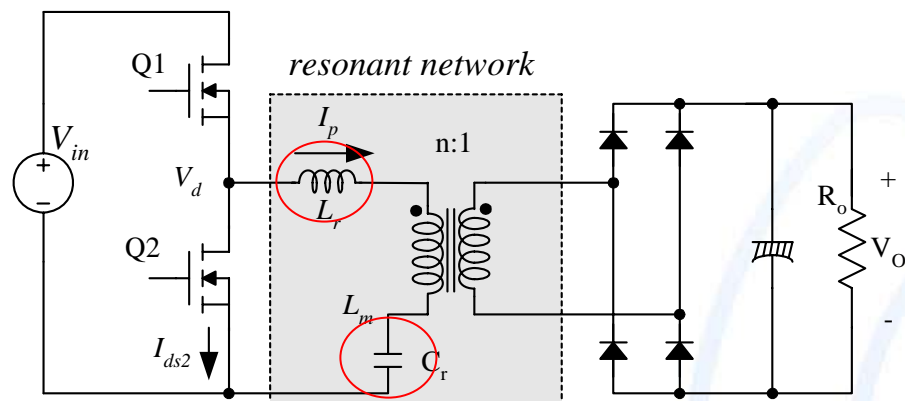 resonant network
Q1
I_p
n:1
V_in
+
−
V_d
L_r
R_o
+
V_O
-
Q2
L_m
C_r
I_ds2